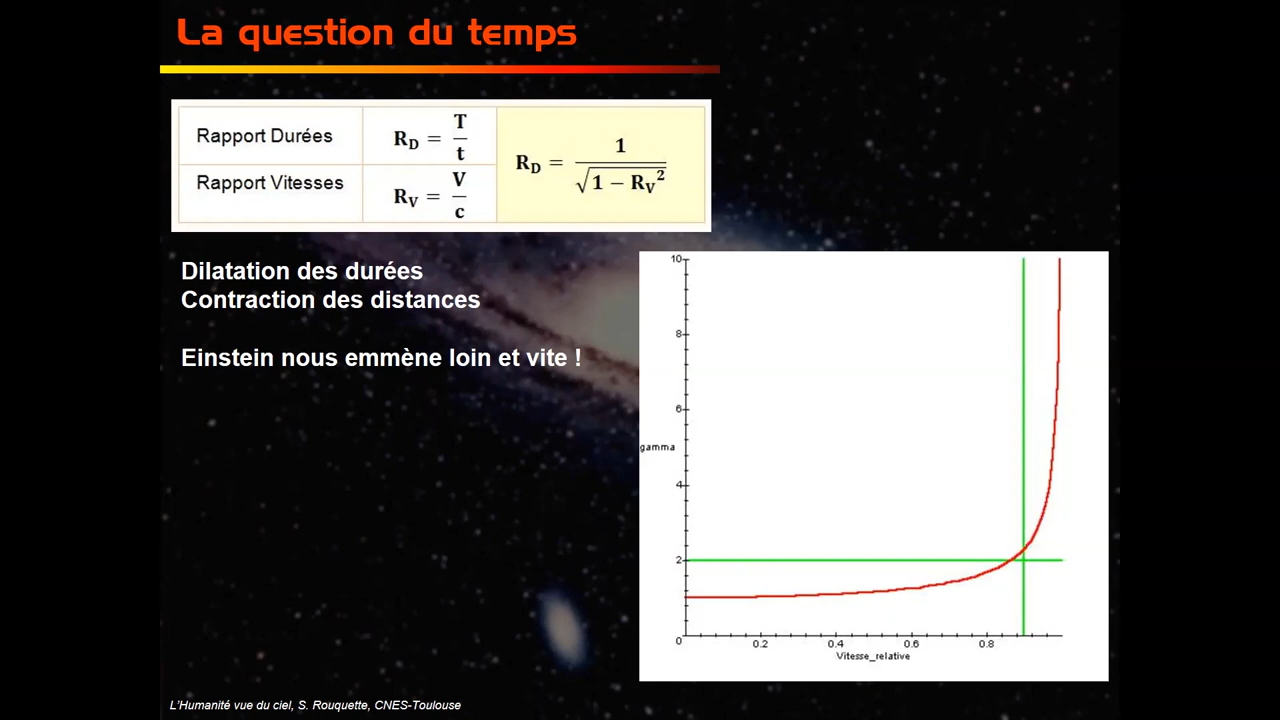 La question du temps
Rapport Durées
R_D = T/t
Rapport Vitesses
R_V = V/c
R_D = 1/√(1 − R_V²)
Dilatation des durées
Contraction des distances
Einstein nous emmène loin et vite !
10
8
6
gamma
4
2
0
0.2 0.4 0.6 0.8
Vitesse_relative
L'Humanité vue du ciel, S. Rouquette, CNES-Toulouse